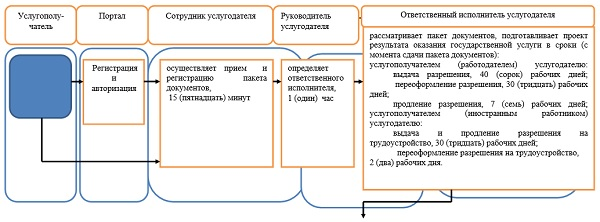 Услугополу-
чатель
Портал
Сотрудник услугодателя
Руководитель
услугодателя
Ответственный исполнитель услугодателя
Регистрация
и
авторизация
осуществляет прием и
регистрацию пакета
документов,
15 (пятнадцать) минут
определяет
ответственного
исполнителя,
1 (один) час
рассматривает пакет документов, подготавливает проект
результата оказания государственной услуги в сроки (с
момента сдачи пакета документов):
услугополучателем (работодателем) услугодателю:
выдача разрешения, 40 (сорок) рабочих дней;
переоформление разрешения, 30 (тридцать) рабочих
дней;
продление разрешения, 7 (семь) рабочих дней;
услугополучателем (иностранным работником)
услугодателю:
выдача и продление разрешения на
трудоустройство, 30 (тридцать) рабочих дней;
переоформление разрешения на трудоустройство,
2 (два) рабочих дня.